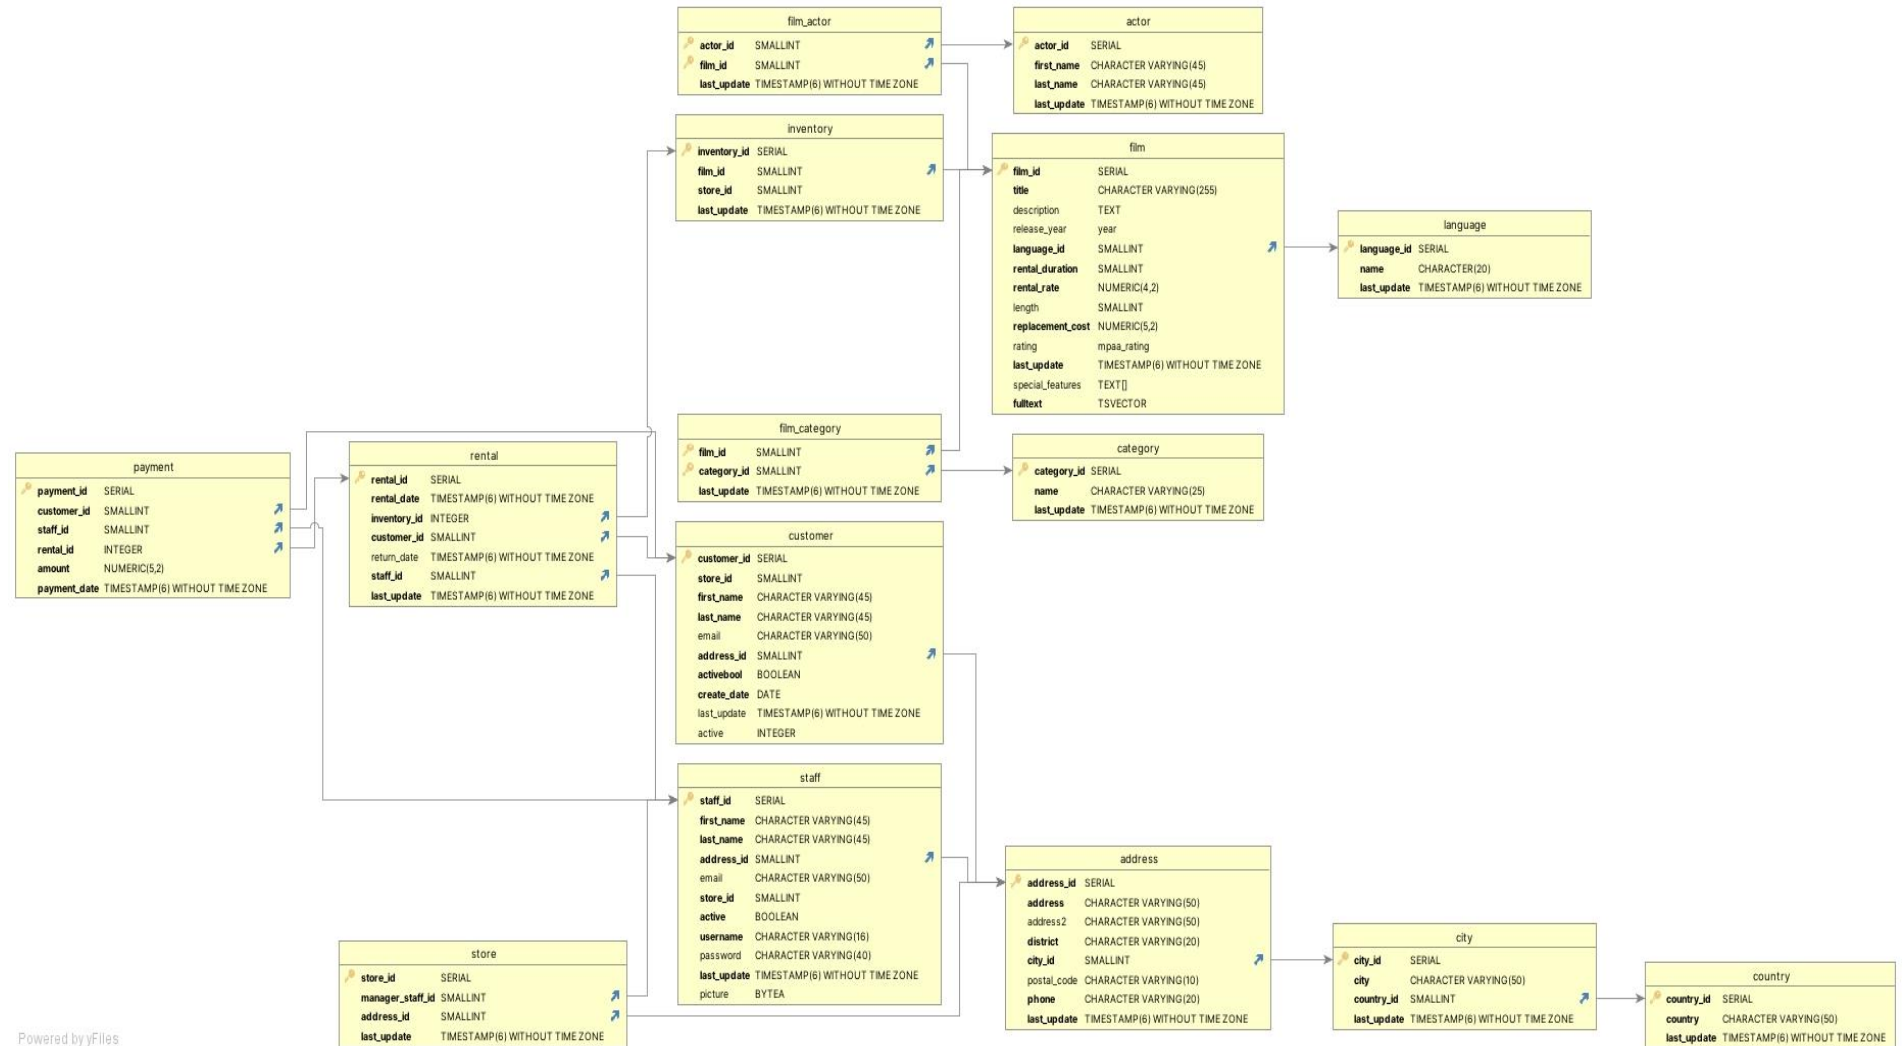 film_actor
actor_id SMALLINT
film_id SMALLINT
last_update TIMESTAMP(6) WITHOUT TIME ZONE
actor
actor_id SERIAL
first_name CHARACTER VARYING(45)
last_name CHARACTER VARYING(45)
last_update TIMESTAMP(6) WITHOUT TIME ZONE
inventory
inventory_id SERIAL
film_id SMALLINT
store_id SMALLINT
last_update TIMESTAMP(6) WITHOUT TIME ZONE
film
film_id SERIAL
title CHARACTER VARYING(255)
description TEXT
release_year year
language_id SMALLINT
rental_duration SMALLINT
rental_rate NUMERIC(4,2)
length SMALLINT
replacement_cost NUMERIC(5,2)
rating mpaa_rating
last_update TIMESTAMP(6) WITHOUT TIME ZONE
special_features TEXT[]
fulltext TSVECTOR
language
language_id SERIAL
name CHARACTER(20)
last_update TIMESTAMP(6) WITHOUT TIME ZONE
film_category
film_id SMALLINT
category_id SMALLINT
last_update TIMESTAMP(6) WITHOUT TIME ZONE
category
category_id SERIAL
name CHARACTER VARYING(25)
last_update TIMESTAMP(6) WITHOUT TIME ZONE
payment
payment_id SERIAL
customer_id SMALLINT
staff_id SMALLINT
rental_id INTEGER
amount NUMERIC(5,2)
payment_date TIMESTAMP(6) WITHOUT TIME ZONE
rental
rental_id SERIAL
rental_date TIMESTAMP(6) WITHOUT TIME ZONE
inventory_id INTEGER
customer_id SMALLINT
return_date TIMESTAMP(6) WITHOUT TIME ZONE
staff_id SMALLINT
last_update TIMESTAMP(6) WITHOUT TIME ZONE
customer
customer_id SERIAL
store_id SMALLINT
first_name CHARACTER VARYING(45)
last_name CHARACTER VARYING(45)
email CHARACTER VARYING(50)
address_id SMALLINT
activebool BOOLEAN
create_date DATE
last_update TIMESTAMP(6) WITHOUT TIME ZONE
active INTEGER
staff
staff_id SERIAL
first_name CHARACTER VARYING(45)
last_name CHARACTER VARYING(45)
address_id SMALLINT
email CHARACTER VARYING(50)
store_id SMALLINT
active BOOLEAN
username CHARACTER VARYING(16)
password CHARACTER VARYING(40)
last_update TIMESTAMP(6) WITHOUT TIME ZONE
picture BYTEA
address
address_id SERIAL
address CHARACTER VARYING(50)
address2 CHARACTER VARYING(50)
district CHARACTER VARYING(20)
city_id SMALLINT
postal_code CHARACTER VARYING(10)
phone CHARACTER VARYING(20)
last_update TIMESTAMP(6) WITHOUT TIME ZONE
city
city_id SERIAL
city CHARACTER VARYING(50)
country_id SMALLINT
last_update TIMESTAMP(6) WITHOUT TIME ZONE
country
country_id SERIAL
country CHARACTER VARYING(50)
last_update TIMESTAMP(6) WITHOUT TIME ZONE
store
store_id SERIAL
manager_staff_id SMALLINT
address_id SMALLINT
last_update TIMESTAMP(6) WITHOUT TIME ZONE
Powered by yFiles